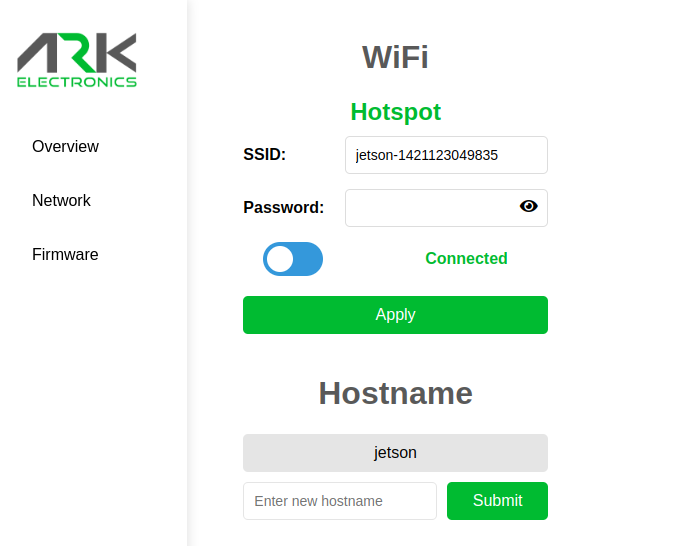 ARK
ELECTRONICS
Overview
Network
Firmware
WiFi
Hotspot
SSID: jetson-1421123049835
Password:
Connected
Apply
Hostname
jetson
Enter new hostname Submit